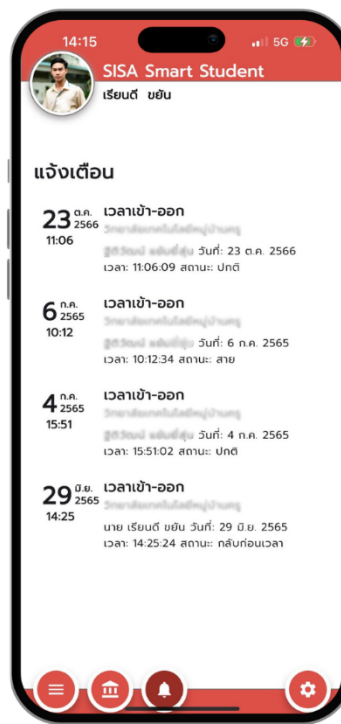 14:15 5G
SISA Smart Student
เรียนดี ขยัน
แจ้งเตือน
23 ต.ค. 2566 11:06
เวลาเข้า-ออก
วันที่: 23 ต.ค. 2566
เวลา: 11:06:09 สถานะ: ปกติ
6 ก.ค. 2565 10:12
เวลาเข้า-ออก
วันที่: 6 ก.ค. 2565
เวลา: 10:12:34 สถานะ: สาย
4 ก.ค. 2565 15:51
เวลาเข้า-ออก
วันที่: 4 ก.ค. 2565
เวลา: 15:51:02 สถานะ: ปกติ
29 มิ.ย. 2565 14:25
เวลาเข้า-ออก
นาย เรียนดี ขยัน วันที่: 29 มิ.ย. 2565
เวลา: 14:25:24 สถานะ: กลับก่อนเวลา